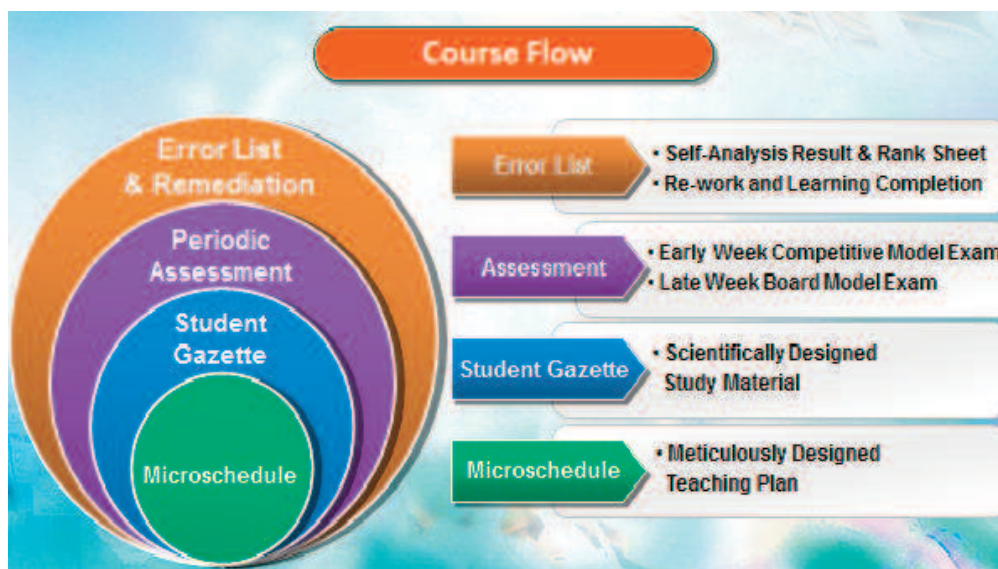 Course Flow
Error List
& Remediation
Periodic
Assessment
Student
Gazette
Microschedule
Error List
• Self-Analysis Result & Rank Sheet
• Re-work and Learning Completion
Assessment
• Early Week Competitive Model Exam
• Late Week Board Model Exam
Student Gazette
• Scientifically Designed
Study Material
Microschedule
• Meticulously Designed
Teaching Plan